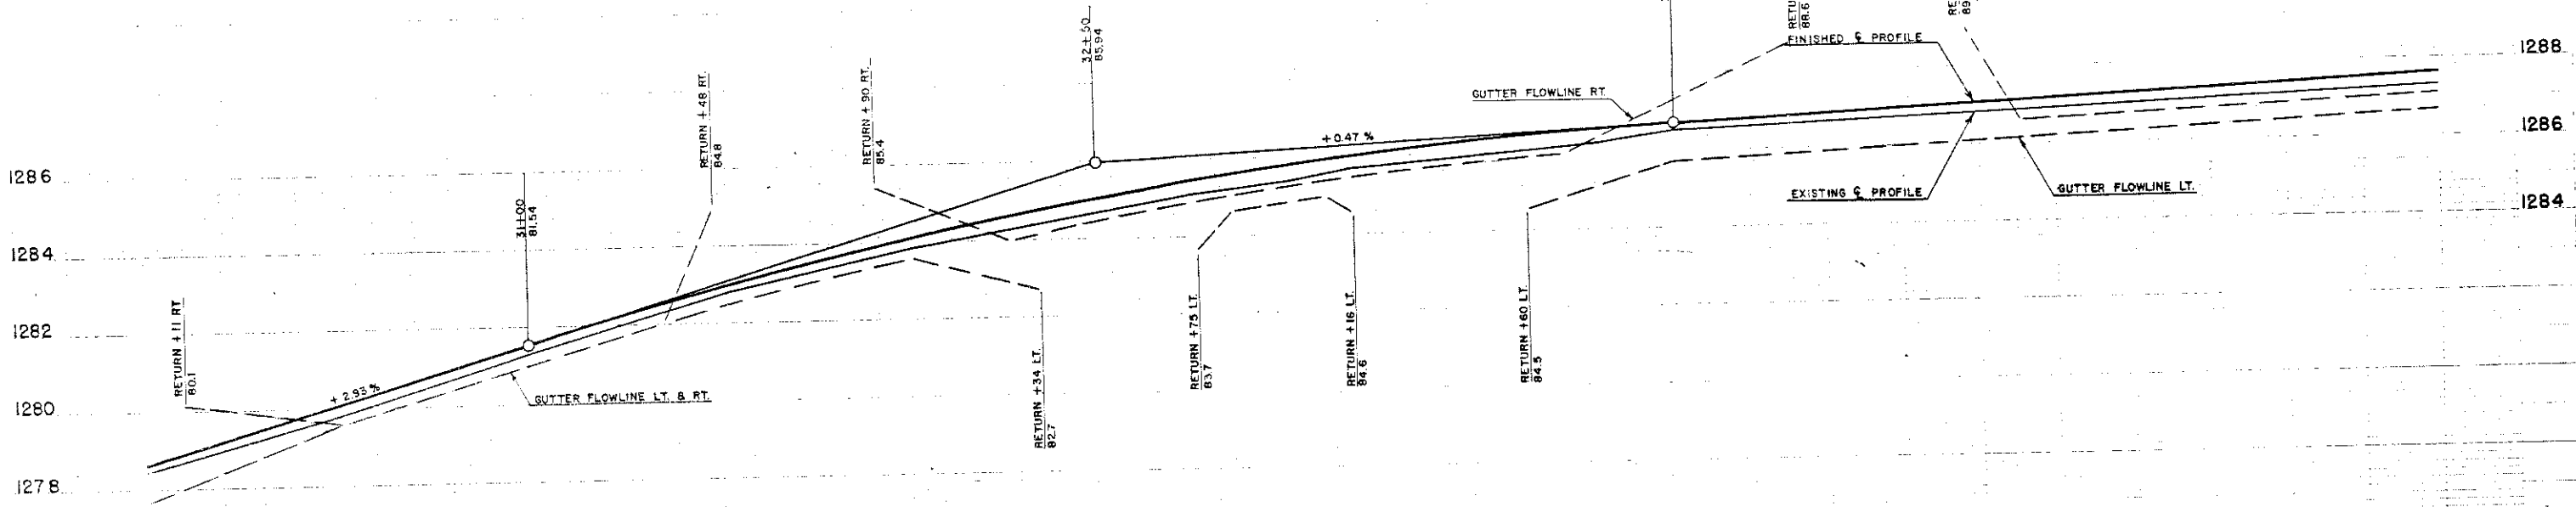 1288
1286
1284
1286
1284
1282
1280
1278
RETURN +11 RT
80.1
+2.93%
31+00
81.54
GUTTER FLOWLINE LT. & RT.
RETURN +48 RT.
84.8
RETURN +90 RT.
85.4
RETURN +34 LT.
82.7
32+50
85.94
RETURN +75 LT.
83.7
+0.47%
RETURN +16 LT.
84.6
GUTTER FLOWLINE RT.
RETURN +60 LT.
84.5
88.6
FINISHED ℄ PROFILE
EXISTING ℄ PROFILE
GUTTER FLOWLINE LT.